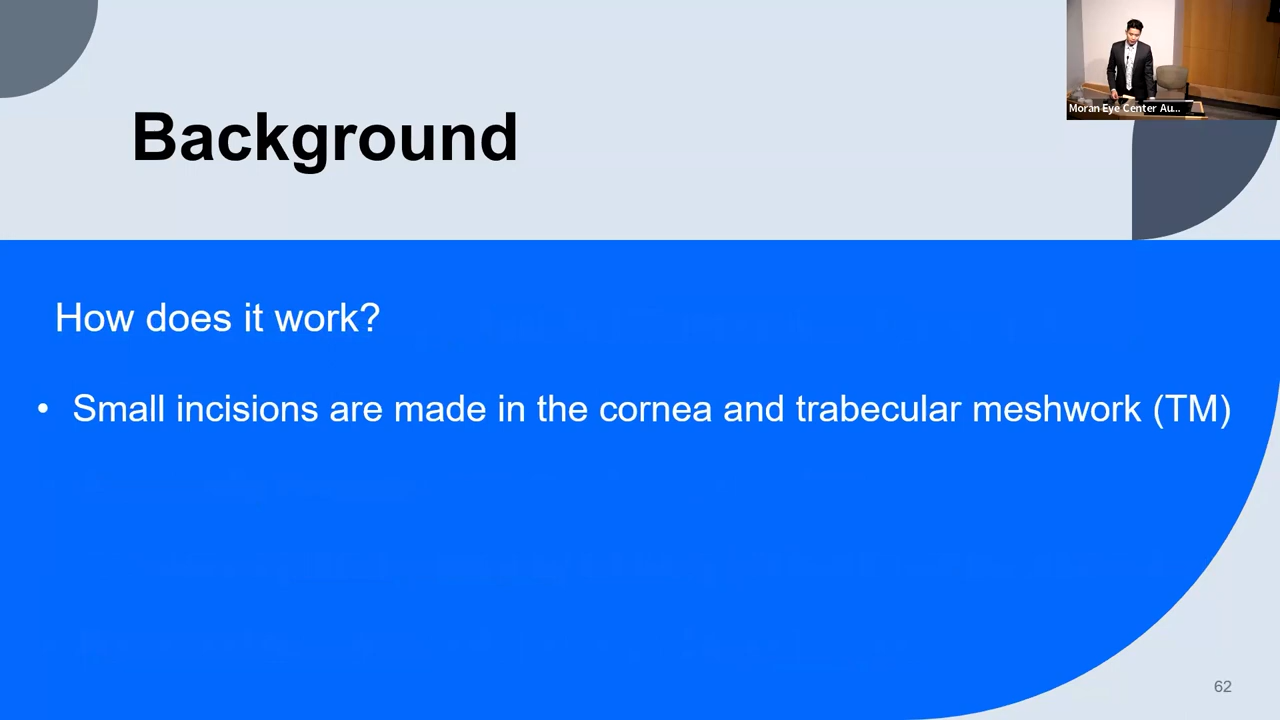 Background
Moran Eye Center Au...
How does it work?
• Small incisions are made in the cornea and trabecular meshwork (TM)
62